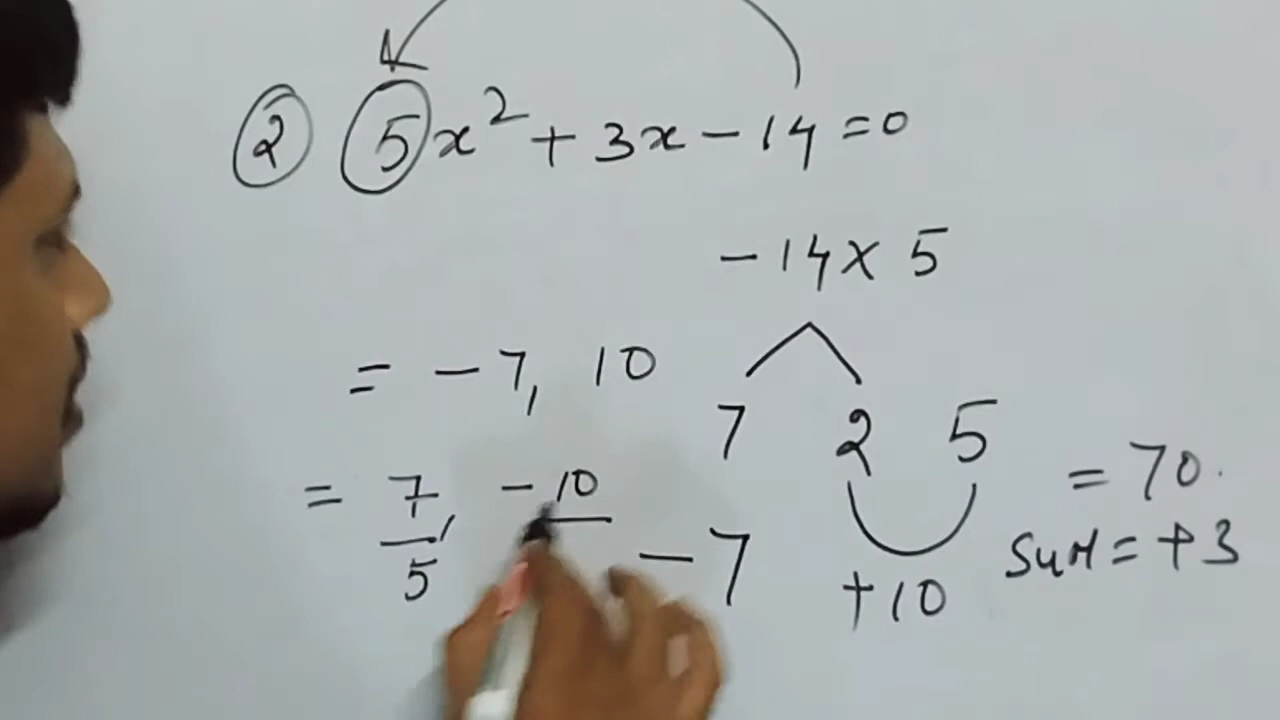 ② 5x² + 3x - 14 = 0
- 14 x 5
= - 7, 10
7 2 5
= 70.
= 7/5, - 10
- 7 + 10
SUM = + 3